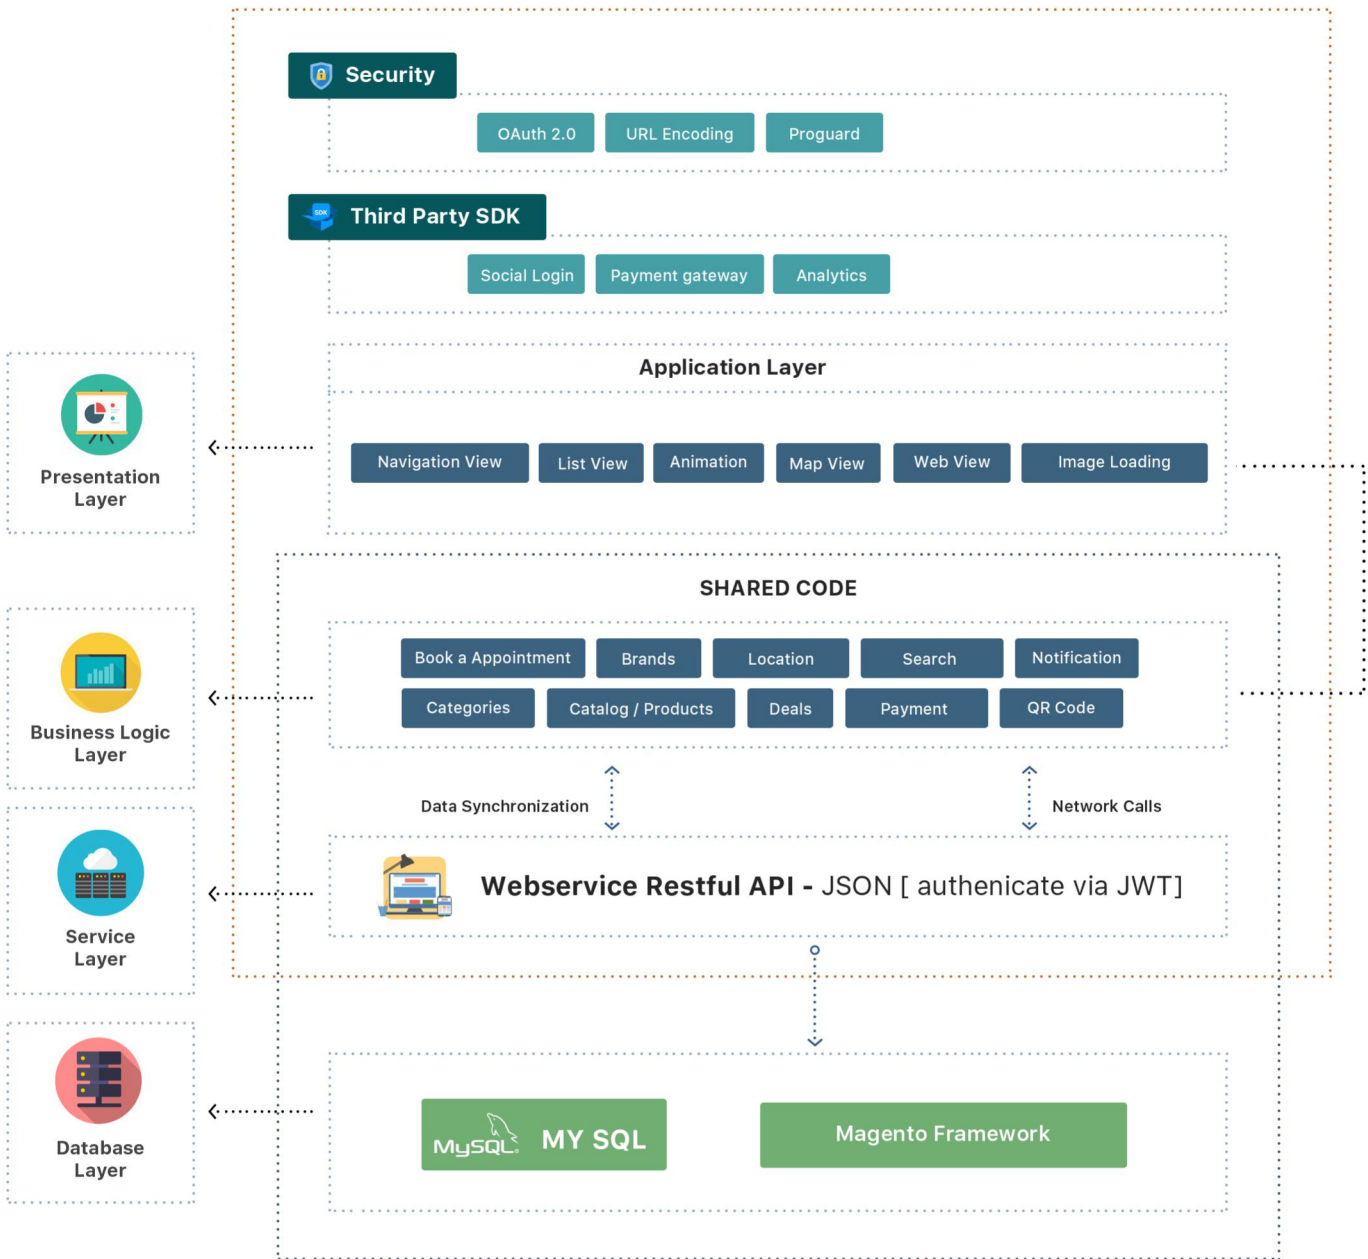 Security
OAuth 2.0 URL Encoding Proguard
SDK
Third Party SDK
Social Login Payment gateway Analytics
Application Layer
Presentation
Layer
Navigation View List View Animation Map View Web View Image Loading
SHARED CODE
Business Logic
Layer
Book a Appointment Brands Location Search Notification
Categories Catalog / Products Deals Payment QR Code
Data Synchronization Network Calls
Service
Layer
Webservice Restful API - JSON [ authenicate via JWT]
Database
Layer
MySQL® MY SQL Magento Framework